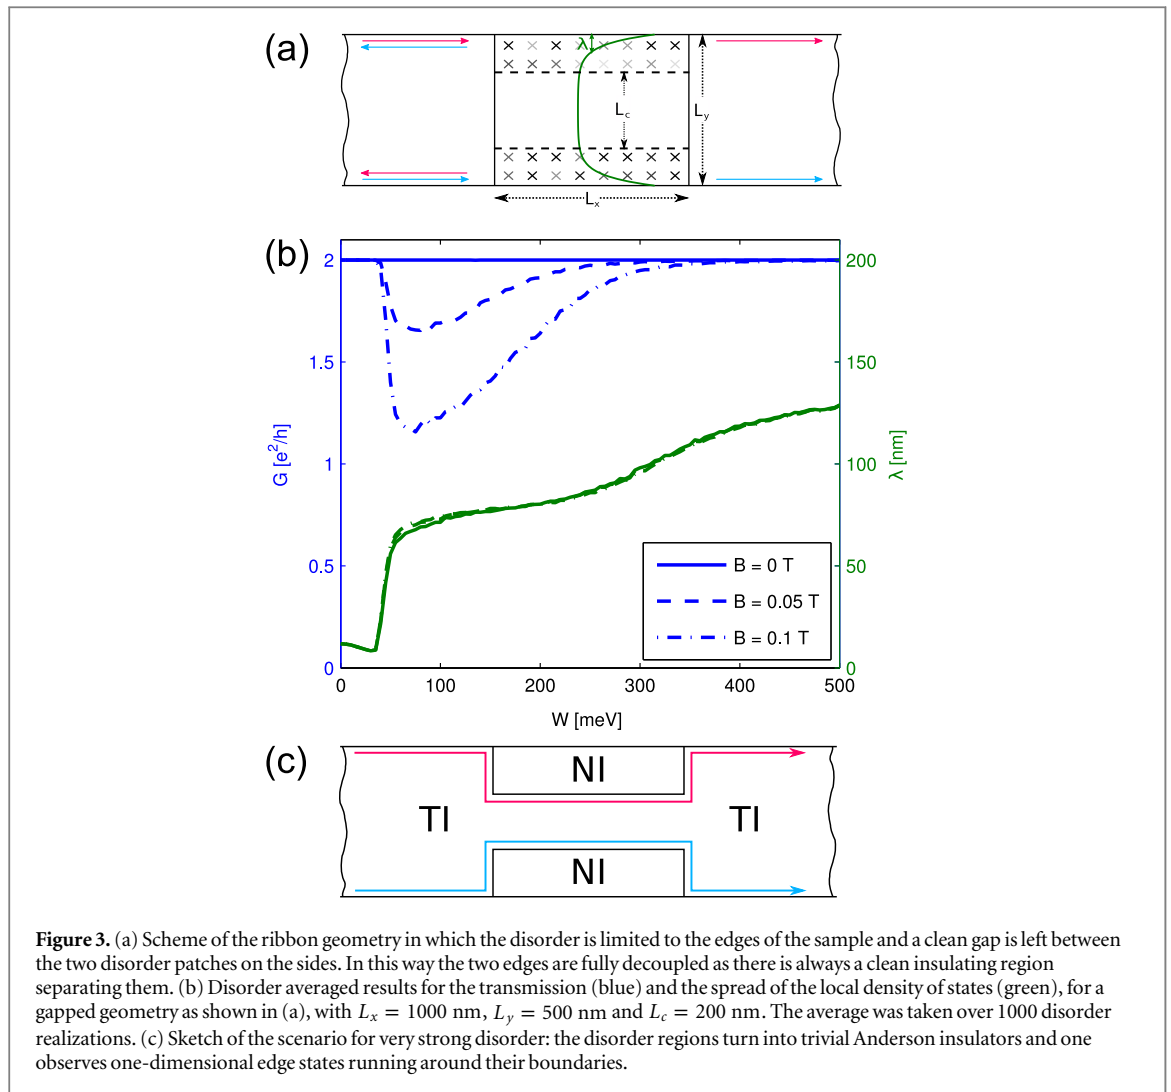 (a)
λ
L_c
L_y
L_x
(b)
2
1.5
1
0.5
0
G [e²/h]
200
150
100
50
0
λ [nm]
B = 0 T
B = 0.05 T
B = 0.1 T
0 100 200 300 400 500
W [meV]
(c)
NI
TI TI
NI
Figure 3. (a) Scheme of the ribbon geometry in which the disorder is limited to the edges of the sample and a clean gap is left between
the two disorder patches on the sides. In this way the two edges are fully decoupled as there is always a clean insulating region
separating them. (b) Disorder averaged results for the transmission (blue) and the spread of the local density of states (green), for a
gapped geometry as shown in (a), with L_x = 1000 nm, L_y = 500 nm and L_c = 200 nm. The average was taken over 1000 disorder
realizations. (c) Sketch of the scenario for very strong disorder: the disorder regions turn into trivial Anderson insulators and one
observes one-dimensional edge states running around their boundaries.